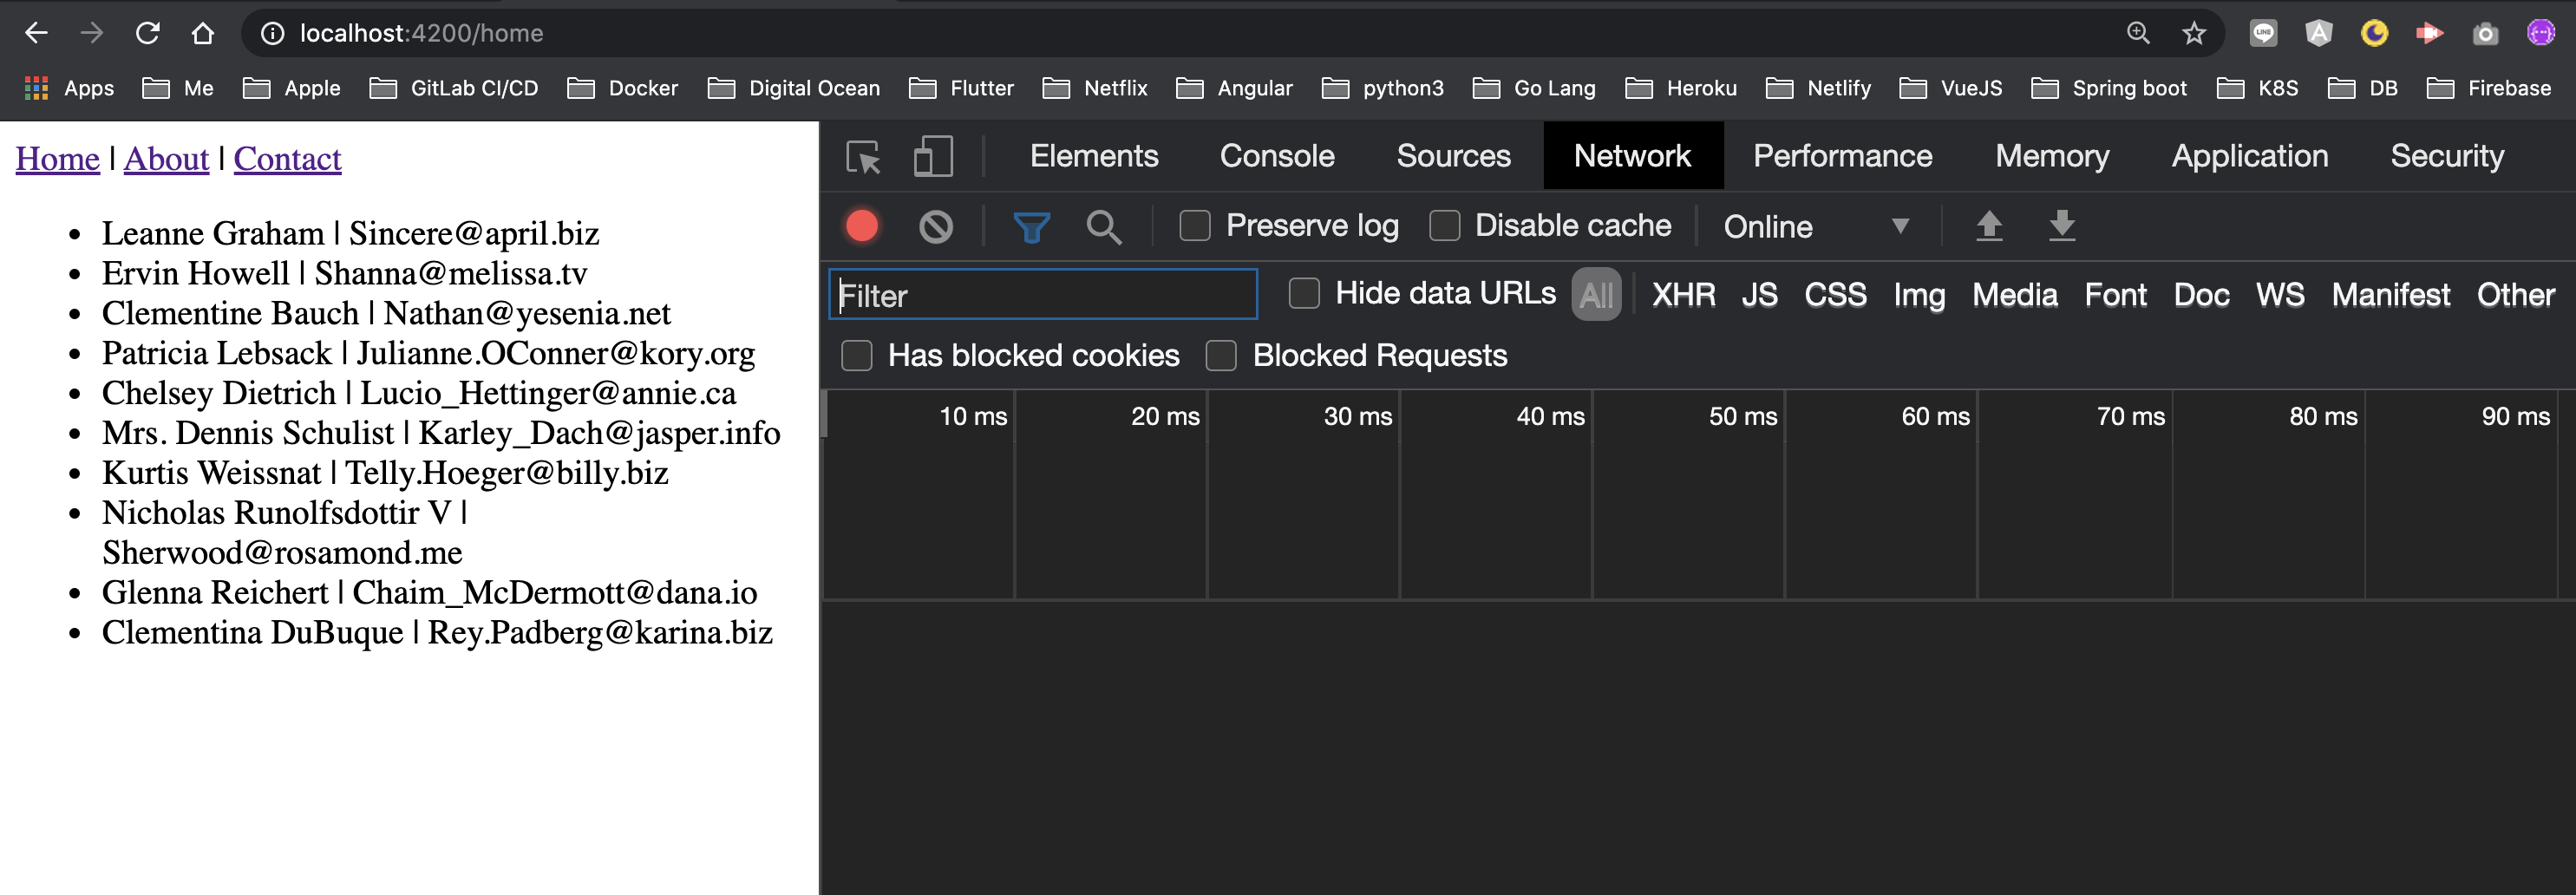 localhost:4200/home
LINE
A
Apps Me Apple GitLab CI/CD Docker Digital Ocean Flutter Netflix Angular python3 Go Lang Heroku Netlify VueJS Spring boot K8S DB Firebase
Home | About | Contact
Leanne Graham | Sincere@april.biz
Ervin Howell | Shanna@melissa.tv
Clementine Bauch | Nathan@yesenia.net
Patricia Lebsack | Julianne.OConner@kory.org
Chelsey Dietrich | Lucio_Hettinger@annie.ca
Mrs. Dennis Schulist | Karley_Dach@jasper.info
Kurtis Weissnat | Telly.Hoeger@billy.biz
Nicholas Runolfsdottir V |
Sherwood@rosamond.me
Glenna Reichert | Chaim_McDermott@dana.io
Clementina DuBuque | Rey.Padberg@karina.biz
Elements Console Sources Network Performance Memory Application Security
Preserve log Disable cache Online
Filter Hide data URLs All XHR JS CSS Img Media Font Doc WS Manifest Other
Has blocked cookies Blocked Requests
10 ms 20 ms 30 ms 40 ms 50 ms 60 ms 70 ms 80 ms 90 ms